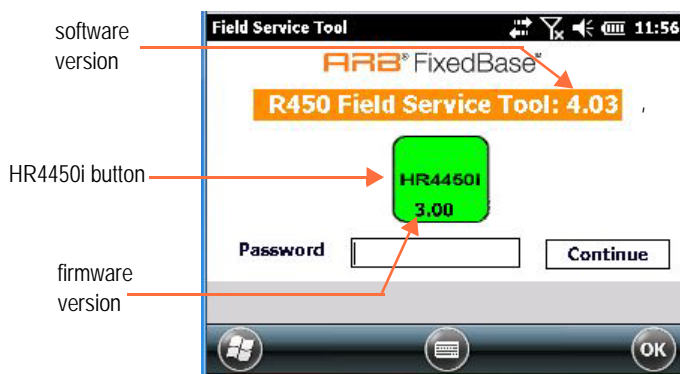 software
version
Field Service Tool 11:56
ARB® FixedBase™
R450 Field Service Tool: 4.03 ,
HR4450i button
HR4450I
3.00
Password Continue
firmware
version
OK